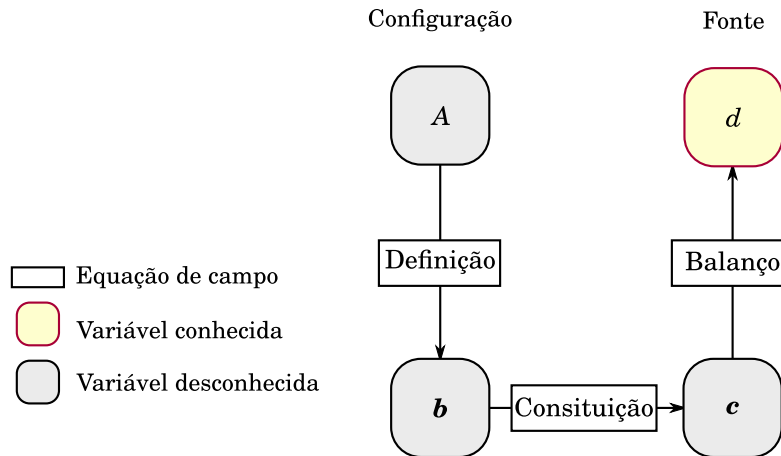 Configuração
Fonte
A
d
Definição
Balanço
Equação de campo
Variável conhecida
Variável desconhecida
b
Consituição
c